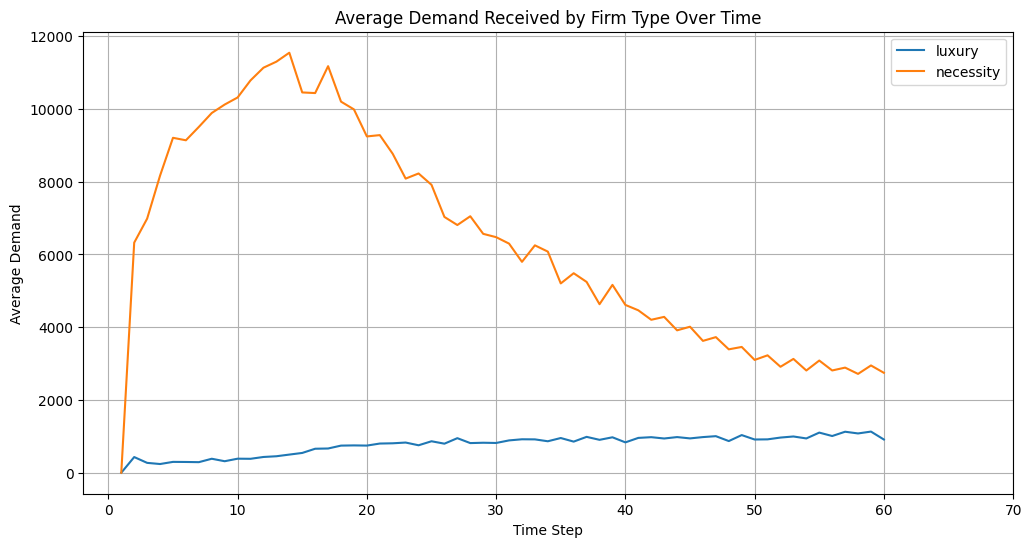 Average Demand Received by Firm Type Over Time
luxury
necessity
Average Demand
12000
10000
8000
6000
4000
2000
0
0 10 20 30 40 50 60 70
Time Step